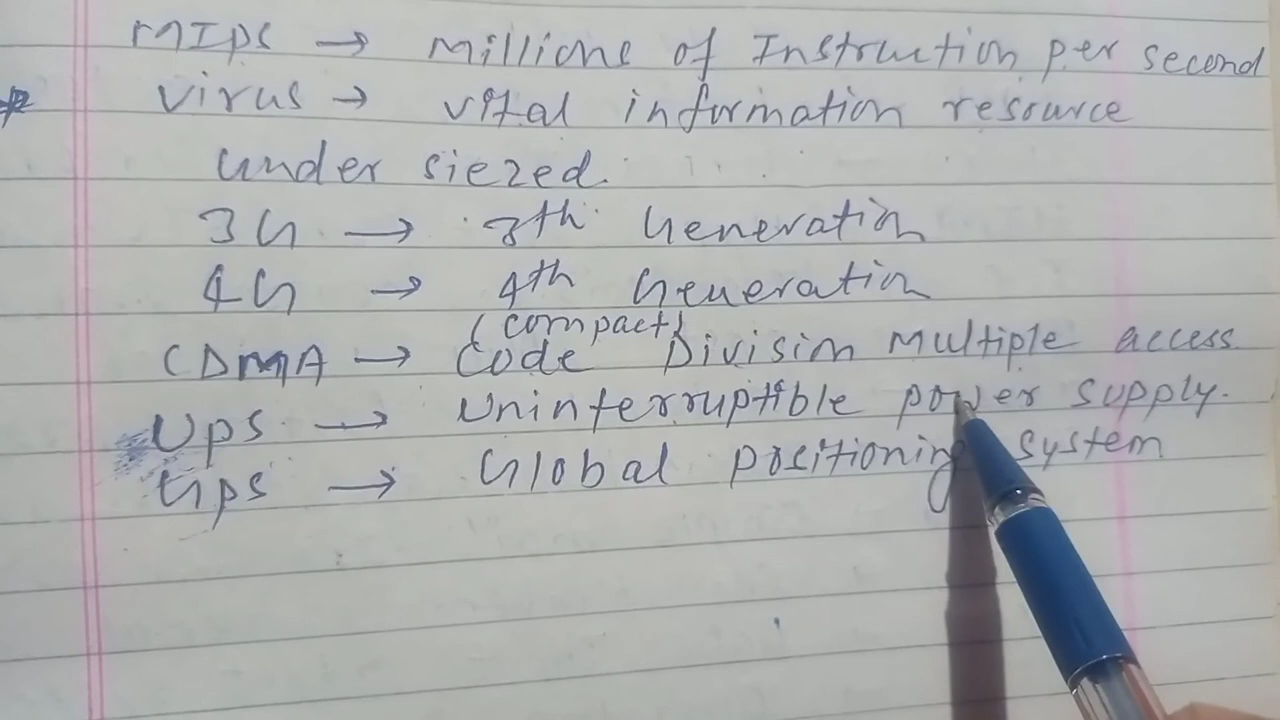 MIPS → Millions of Instruction per second
Virus → vital information resource
under siezed.
3G → 3th Generation
4G → 4th Generation
(compact)
CDMA → Code Division Multiple access
UPS → Uninterruptible power supply.
GPS → Global positioning system